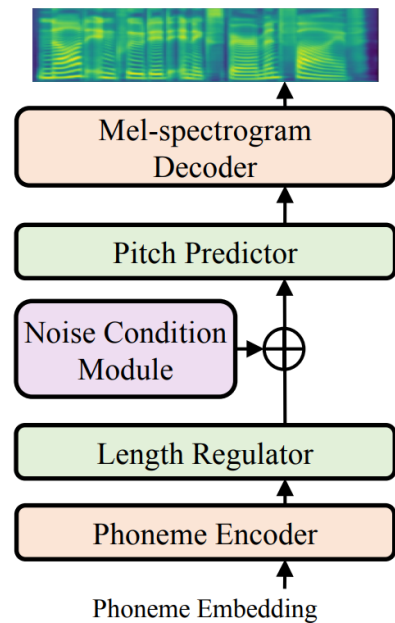 Mel-spectrogram
Decoder
Pitch Predictor
Noise Condition
Module
Length Regulator
Phoneme Encoder
Phoneme Embedding